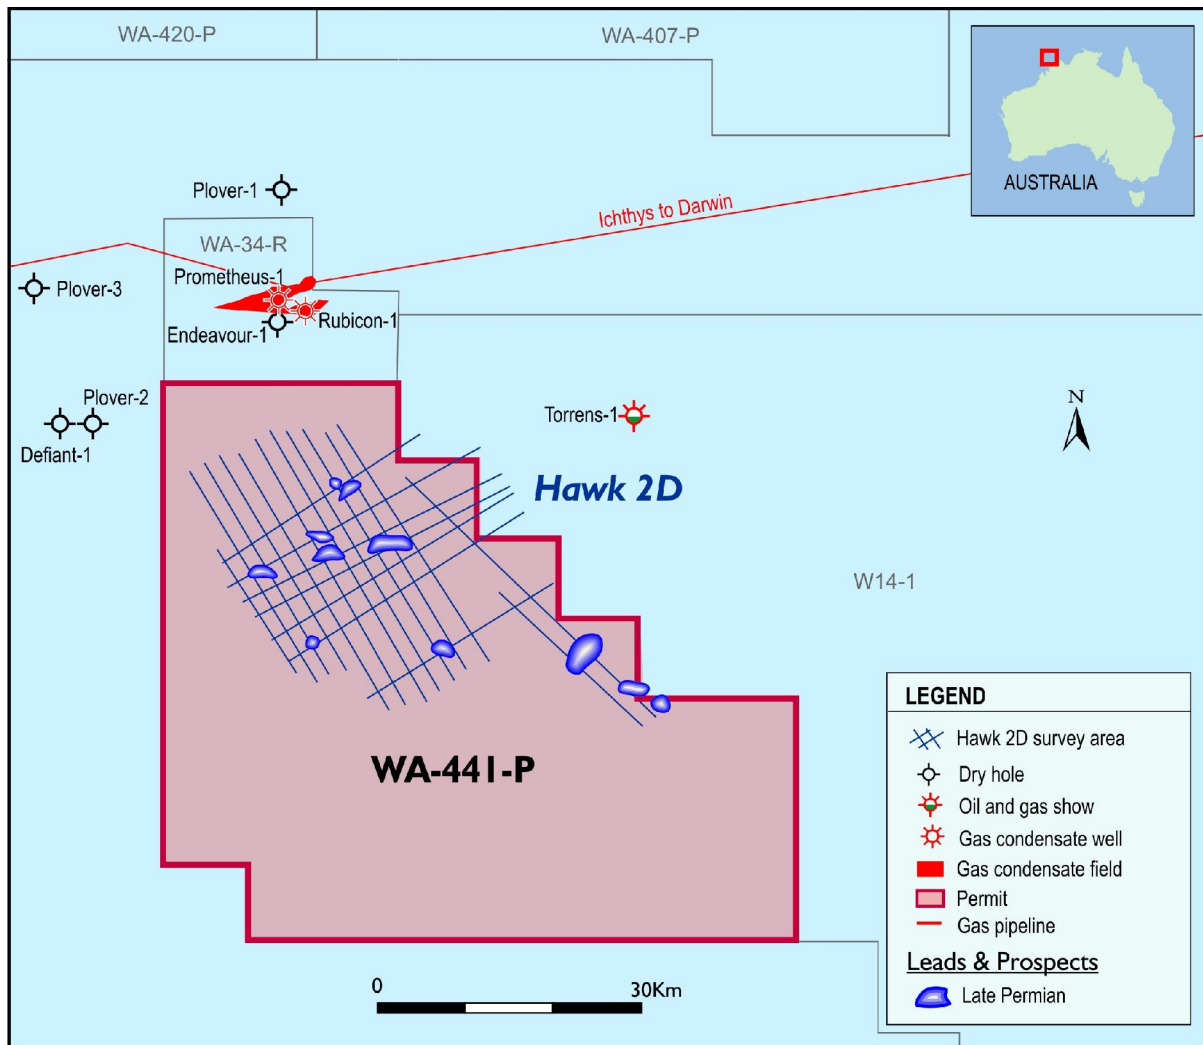 WA-420-P
WA-407-P
AUSTRALIA
Plover-1
Ichthys to Darwin
WA-34-R
Prometheus-1
Plover-3
Rubicon-1
Endeavour-1
Plover-2
Defiant-1
Torrens-1
N
Hawk 2D
W14-1
WA-441-P
LEGEND
Hawk 2D survey area
Dry hole
Oil and gas show
Gas condensate well
Gas condensate field
Permit
Gas pipeline
Leads & Prospects
Late Permian
0
30Km